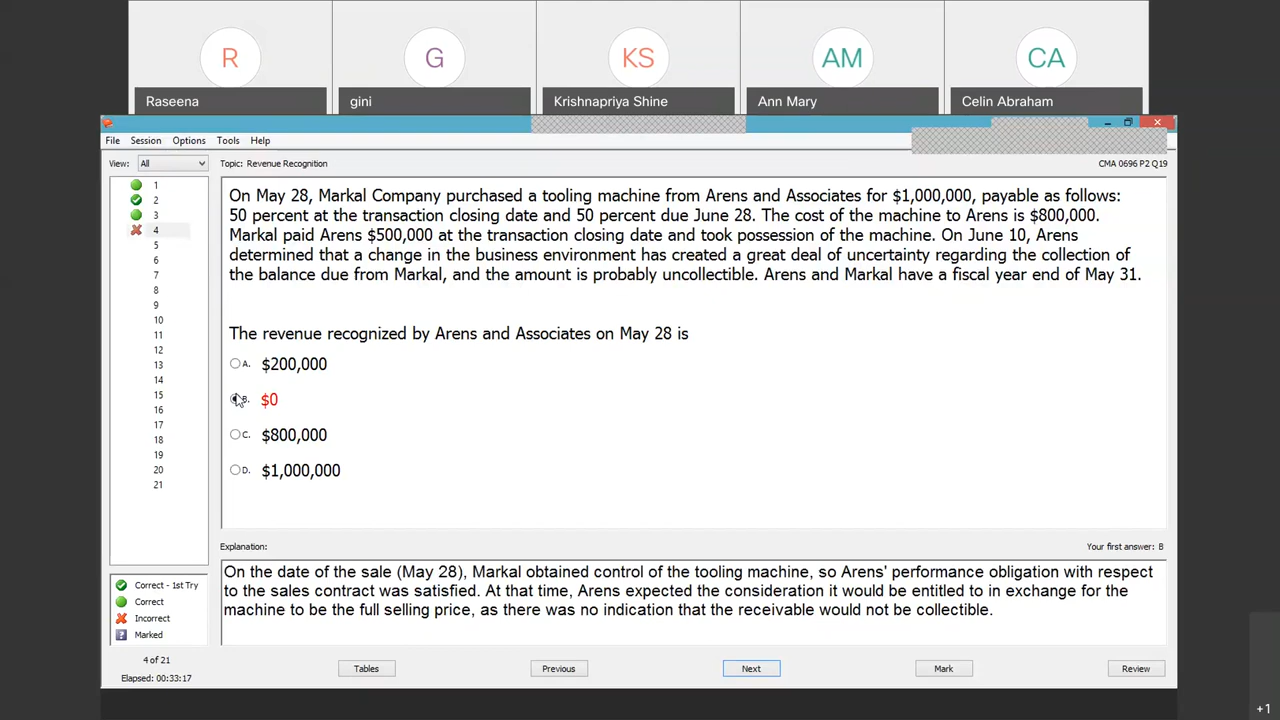 R
G
KS
AM
CA
Raseena
gini
Krishnapriya Shine
Ann Mary
Celin Abraham
File Session Options Tools Help
View: All
Topic: Revenue Recognition
CMA 0696 P2 Q19
1
2
3
4
5
6
7
8
9
10
11
12
13
14
15
16
17
18
19
20
21
On May 28, Markal Company purchased a tooling machine from Arens and Associates for $1,000,000, payable as follows:
50 percent at the transaction closing date and 50 percent due June 28. The cost of the machine to Arens is $800,000.
Markal paid Arens $500,000 at the transaction closing date and took possession of the machine. On June 10, Arens
determined that a change in the business environment has created a great deal of uncertainty regarding the collection of
the balance due from Markal, and the amount is probably uncollectible. Arens and Markal have a fiscal year end of May 31.
The revenue recognized by Arens and Associates on May 28 is
A. $200,000
B. $0
C. $800,000
D. $1,000,000
Explanation:
Your first answer: B
On the date of the sale (May 28), Markal obtained control of the tooling machine, so Arens' performance obligation with respect
to the sales contract was satisfied. At that time, Arens expected the consideration it would be entitled to in exchange for the
machine to be the full selling price, as there was no indication that the receivable would not be collectible.
Correct - 1st Try
Correct
Incorrect
Marked
4 of 21
Elapsed: 00:33:17
Tables
Previous
Next
Mark
Review
+1